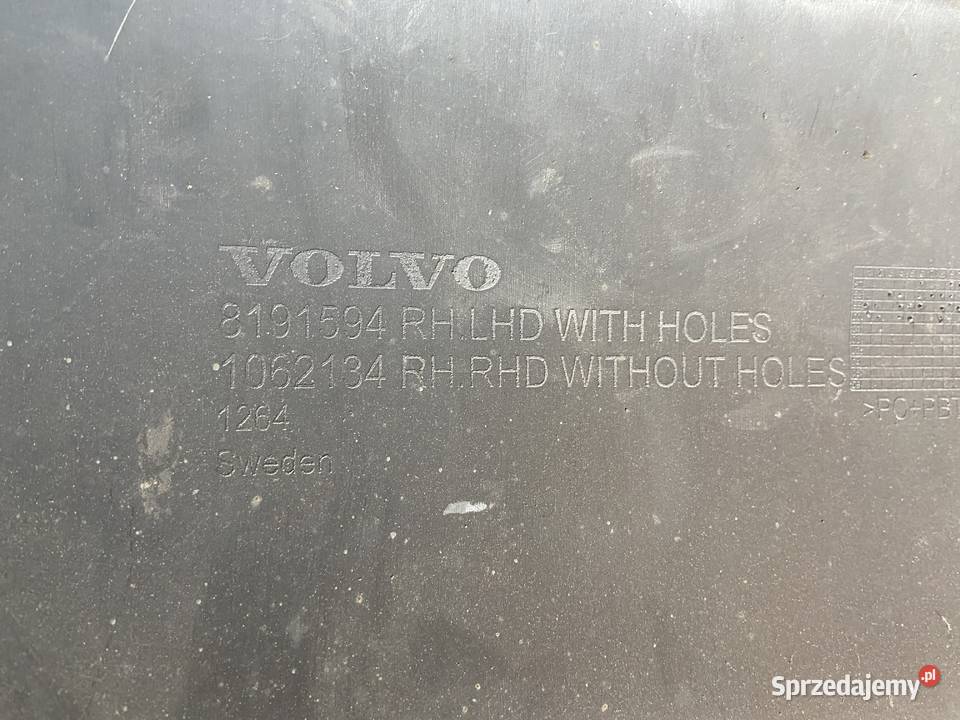 VOLVO
8191594 RH.LHD WITH HOLES
1062134 RH.RHD WITHOUT HOLES
1264
Sweden
>PC+PBT
Sprzedajemy.pl